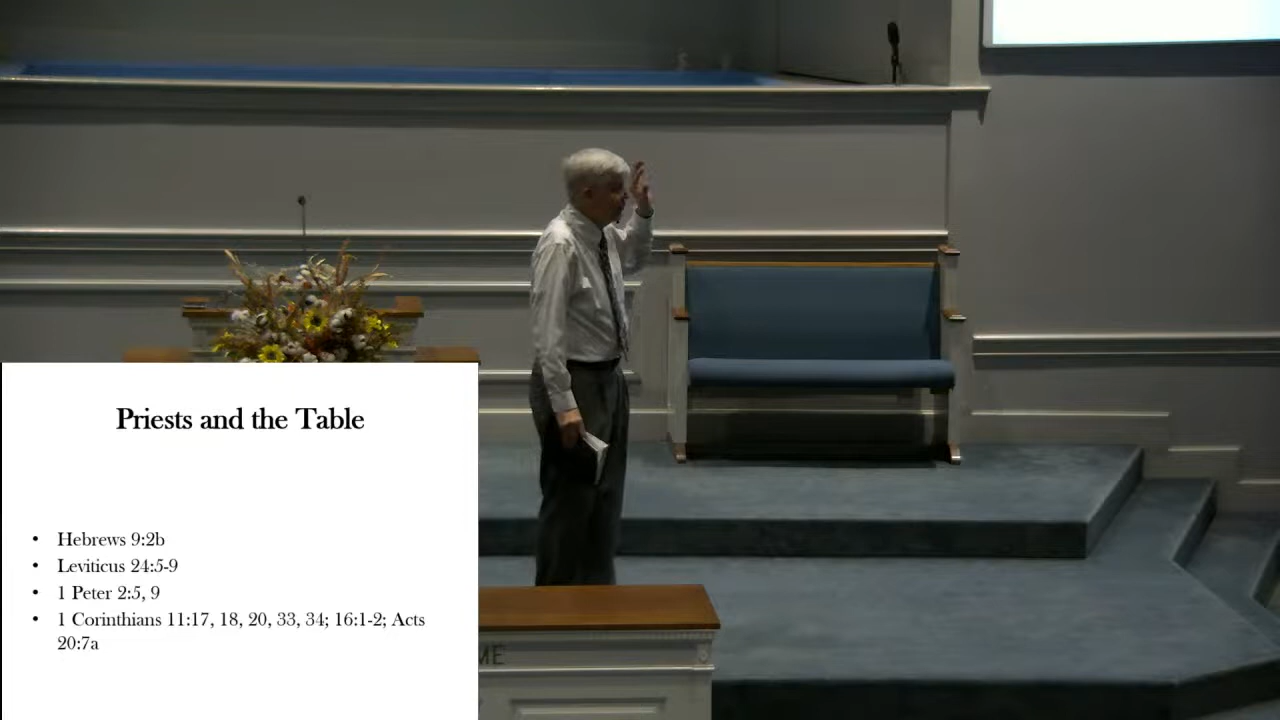 Priests and the Table
• Hebrews 9:2b
• Leviticus 24:5-9
• 1 Peter 2:5, 9
• 1 Corinthians 11:17, 18, 20, 33, 34; 16:1-2; Acts
20:7a
ME